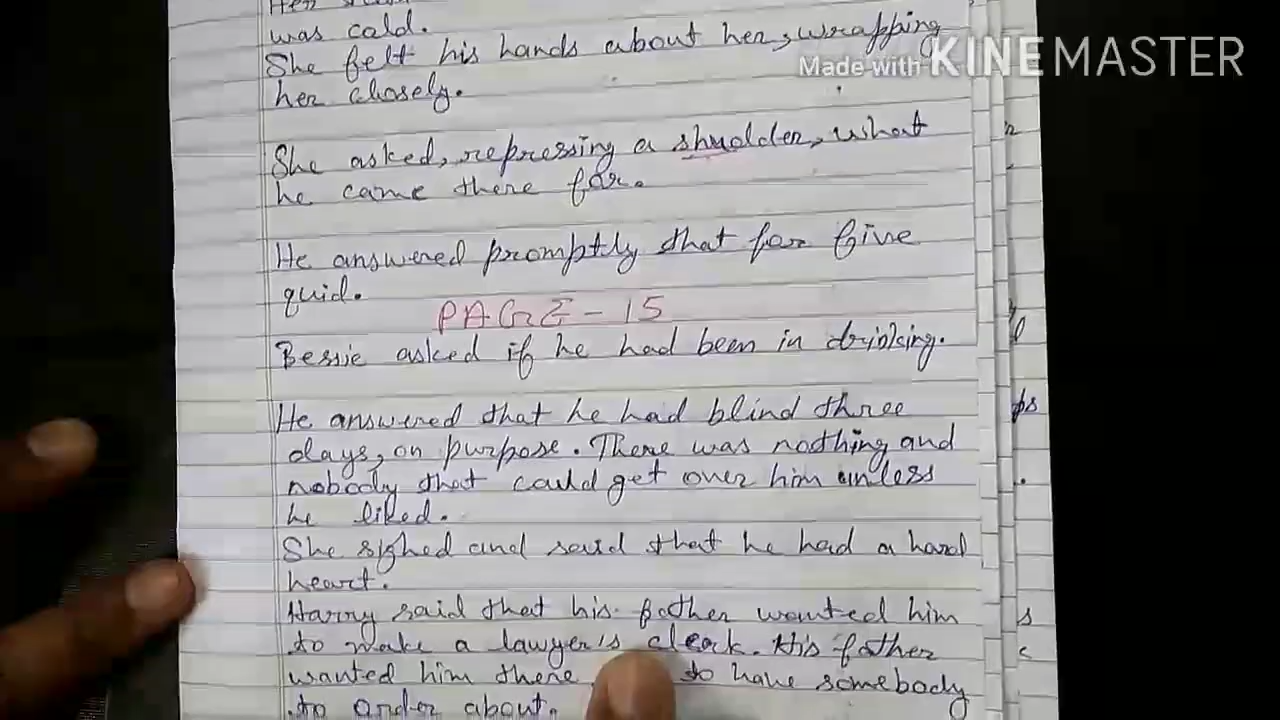 was cold.
She felt his hands about her, wrapping
her closely.
Made with KINEMASTER
She asked, repressing a shudder, what
he came there for.
He answered promptly that for five
quid.
PAGE - 15
Bessie asked if he had been in drinking.
He answered that he had blind three
days, on purpose. There was nothing and
nobody that could get over him unless
he liked.
She sighed and said that he had a hard
heart.
Harry said that his father wanted him
to make a lawyer's clerk. His father
wanted him there to have somebody
to order about.